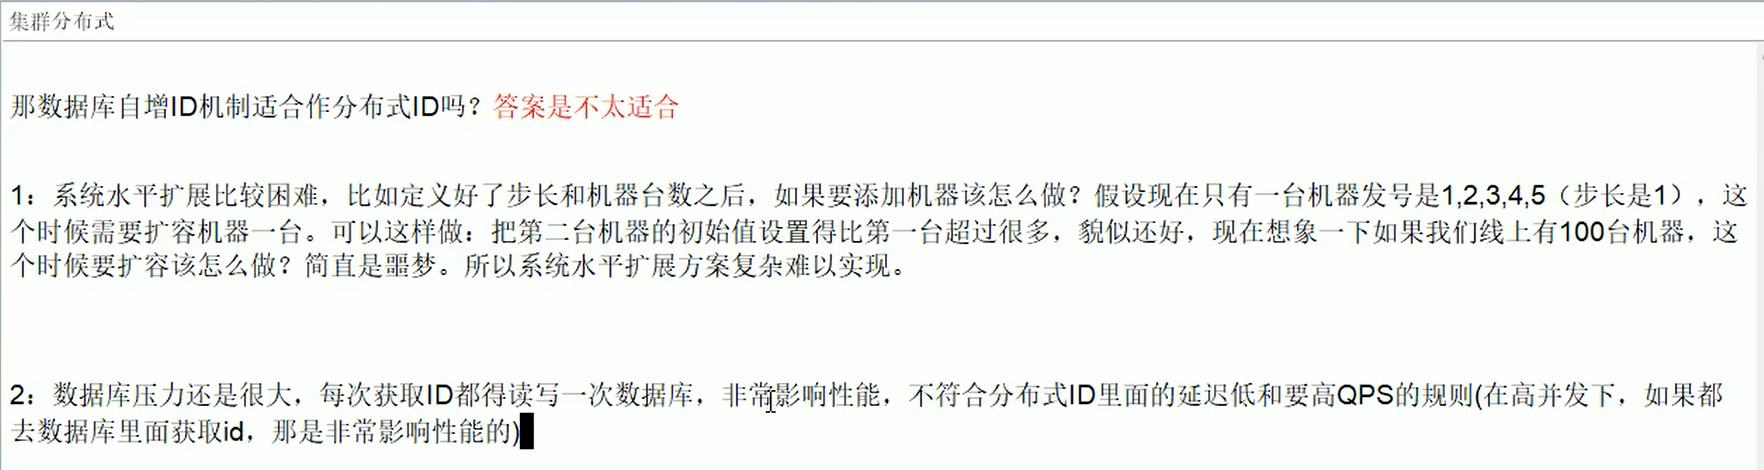 集群分布式
那数据库自增ID机制适合作分布式ID吗？答案是不太适合
1：系统水平扩展比较困难，比如定义好了步长和机器台数之后，如果要添加机器该怎么做？假设现在只有一台机器发号是1,2,3,4,5（步长是1），这
个时候需要扩容机器一台。可以这样做：把第二台机器的初始值设置得比第一台超过很多，貌似还好，现在想象一下如果我们线上有100台机器，这
个时候要扩容该怎么做？简直是噩梦。所以系统水平扩展方案复杂难以实现。
2：数据库压力还是很大，每次获取ID都得读写一次数据库，非常影响性能，不符合分布式ID里面的延迟低和要高QPS的规则(在高并发下，如果都
去数据库里面获取id，那是非常影响性能的)